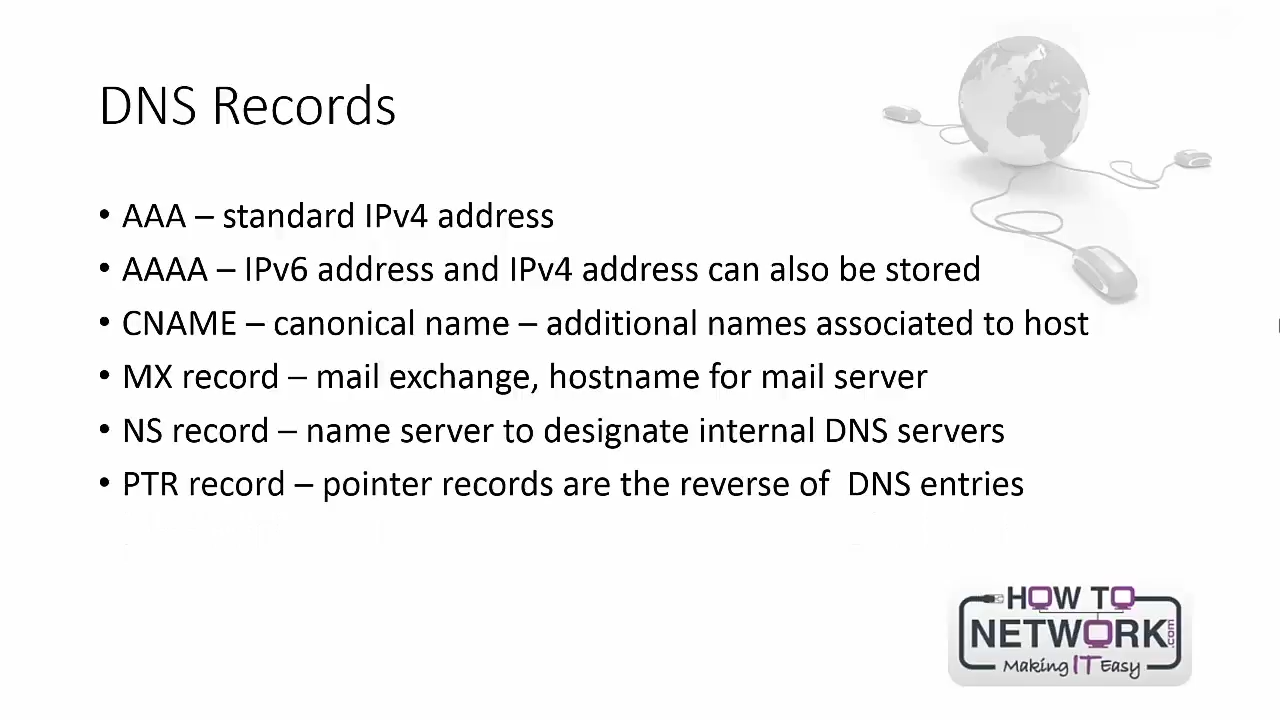 DNS Records
• AAA – standard IPv4 address
• AAAA – IPv6 address and IPv4 address can also be stored
• CNAME – canonical name – additional names associated to host
• MX record – mail exchange, hostname for mail server
• NS record – name server to designate internal DNS servers
• PTR record – pointer records are the reverse of  DNS entries
HOW TO
NETWORK.com
Making IT Easy